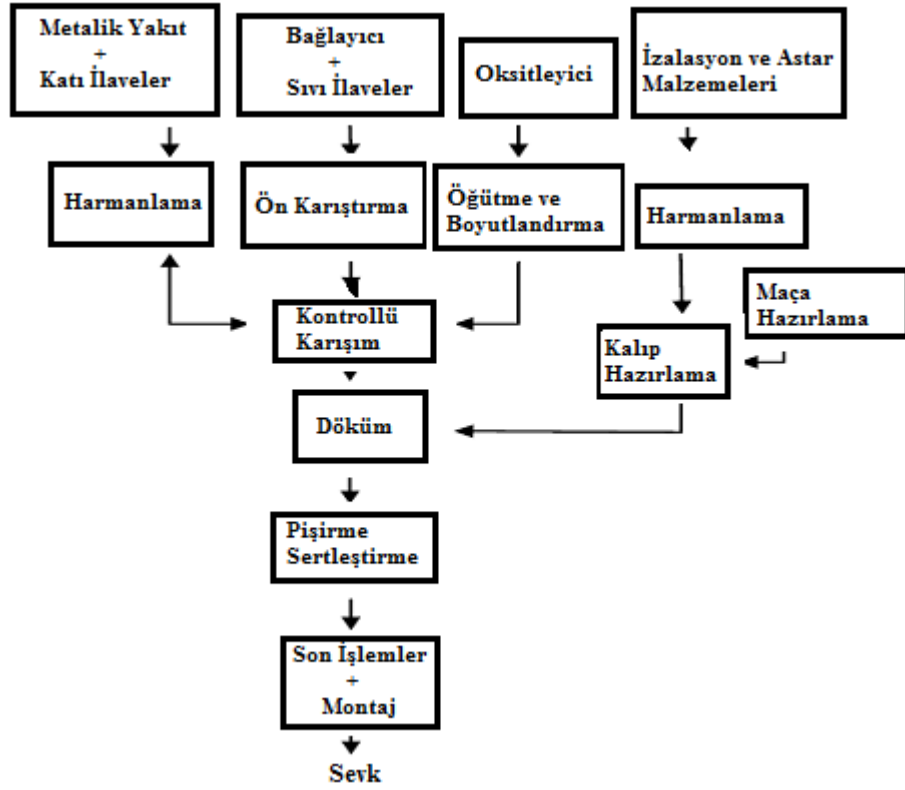 Metalik Yakıt
+
Katı İlaveler
Bağlayıcı
+
Sıvı İlaveler
Oksitleyici
İzalasyon ve Astar
Malzemeleri
Harmanlama
Ön Karıştırma
Öğütme ve
Boyutlandırma
Harmanlama
Maça
Hazırlama
Kontrollü
Karışım
Kalıp
Hazırlama
Döküm
Pişirme
Sertleştirme
Son İşlemler
+
Montaj
Sevk